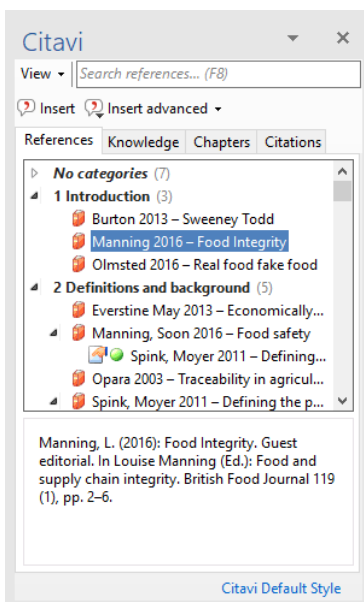 Citavi
View
Search references... (F8)
Insert Insert advanced
References Knowledge Chapters Citations
No categories (7)
1 Introduction (3)
Burton 2013 – Sweeney Todd
Manning 2016 – Food Integrity
Olmsted 2016 – Real food fake food
2 Definitions and background (5)
Everstine May 2013 – Economically...
Manning, Soon 2016 – Food safety
Spink, Moyer 2011 – Defining...
Opara 2003 – Traceability in agricul...
Spink, Moyer 2011 – Defining the p...
Manning, L. (2016): Food Integrity. Guest
editorial. In Louise Manning (Ed.): Food and
supply chain integrity. British Food Journal 119
(1), pp. 2–6.
Citavi Default Style